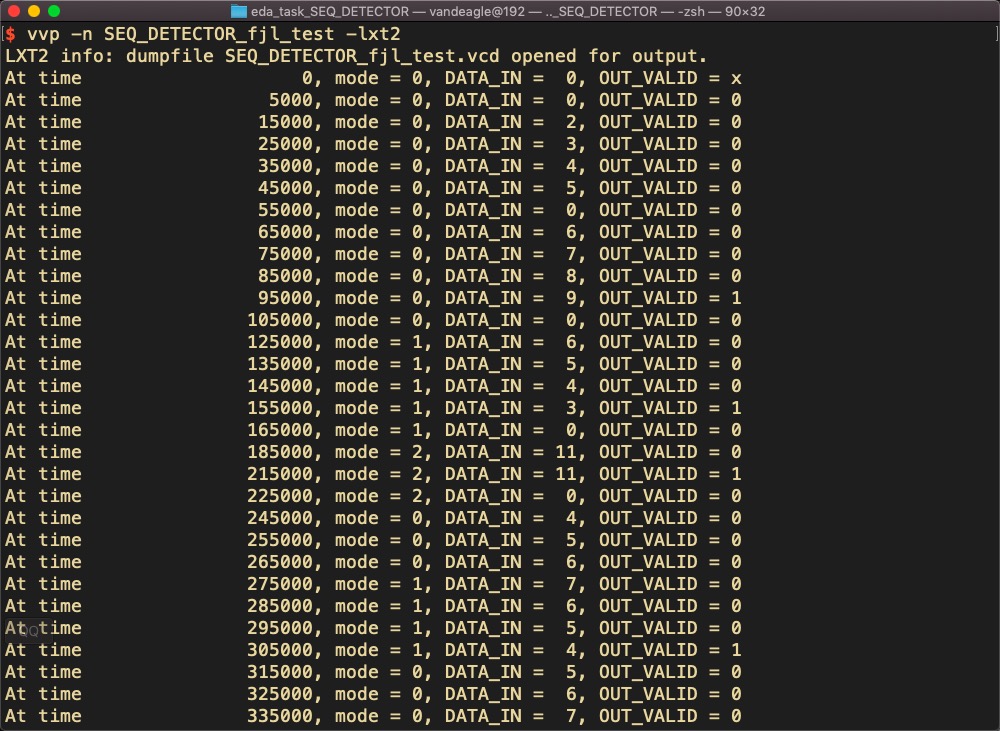 eda_task_SEQ_DETECTOR — vandeagle@192 — .._SEQ_DETECTOR — -zsh — 90×32
$ vvp -n SEQ_DETECTOR_fjl_test -lxt2
LXT2 info: dumpfile SEQ_DETECTOR_fjl_test.vcd opened for output.
At time                    0, mode = 0, DATA_IN =  0, OUT_VALID = x
At time                 5000, mode = 0, DATA_IN =  0, OUT_VALID = 0
At time                15000, mode = 0, DATA_IN =  2, OUT_VALID = 0
At time                25000, mode = 0, DATA_IN =  3, OUT_VALID = 0
At time                35000, mode = 0, DATA_IN =  4, OUT_VALID = 0
At time                45000, mode = 0, DATA_IN =  5, OUT_VALID = 0
At time                55000, mode = 0, DATA_IN =  0, OUT_VALID = 0
At time                65000, mode = 0, DATA_IN =  6, OUT_VALID = 0
At time                75000, mode = 0, DATA_IN =  7, OUT_VALID = 0
At time                85000, mode = 0, DATA_IN =  8, OUT_VALID = 0
At time                95000, mode = 0, DATA_IN =  9, OUT_VALID = 1
At time               105000, mode = 0, DATA_IN =  0, OUT_VALID = 0
At time               125000, mode = 1, DATA_IN =  6, OUT_VALID = 0
At time               135000, mode = 1, DATA_IN =  5, OUT_VALID = 0
At time               145000, mode = 1, DATA_IN =  4, OUT_VALID = 0
At time               155000, mode = 1, DATA_IN =  3, OUT_VALID = 1
At time               165000, mode = 1, DATA_IN =  0, OUT_VALID = 0
At time               185000, mode = 2, DATA_IN = 11, OUT_VALID = 0
At time               215000, mode = 2, DATA_IN = 11, OUT_VALID = 1
At time               225000, mode = 2, DATA_IN =  0, OUT_VALID = 0
At time               245000, mode = 0, DATA_IN =  4, OUT_VALID = 0
At time               255000, mode = 0, DATA_IN =  5, OUT_VALID = 0
At time               265000, mode = 0, DATA_IN =  6, OUT_VALID = 0
At time               275000, mode = 1, DATA_IN =  7, OUT_VALID = 0
At time               285000, mode = 1, DATA_IN =  6, OUT_VALID = 0
At time               295000, mode = 1, DATA_IN =  5, OUT_VALID = 0
At time               305000, mode = 1, DATA_IN =  4, OUT_VALID = 1
At time               315000, mode = 0, DATA_IN =  5, OUT_VALID = 0
At time               325000, mode = 0, DATA_IN =  6, OUT_VALID = 0
At time               335000, mode = 0, DATA_IN =  7, OUT_VALID = 0